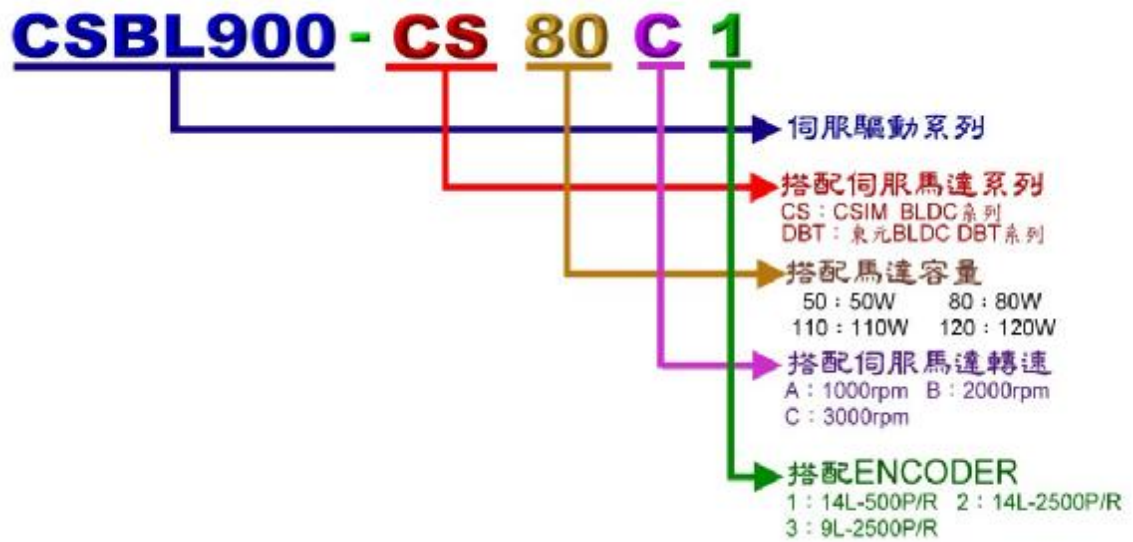 CSBL900 - CS 80 C 1
伺服驅動系列
搭配伺服馬達系列
CS：CSIM BLDC系列
DBT：東元BLDC DBT系列
搭配馬達容量
50：50W 80：80W
110：110W 120：120W
搭配伺服馬達轉速
A：1000rpm B：2000rpm
C：3000rpm
搭配ENCODER
1：14L-500P/R 2：14L-2500P/R
3：9L-2500P/R